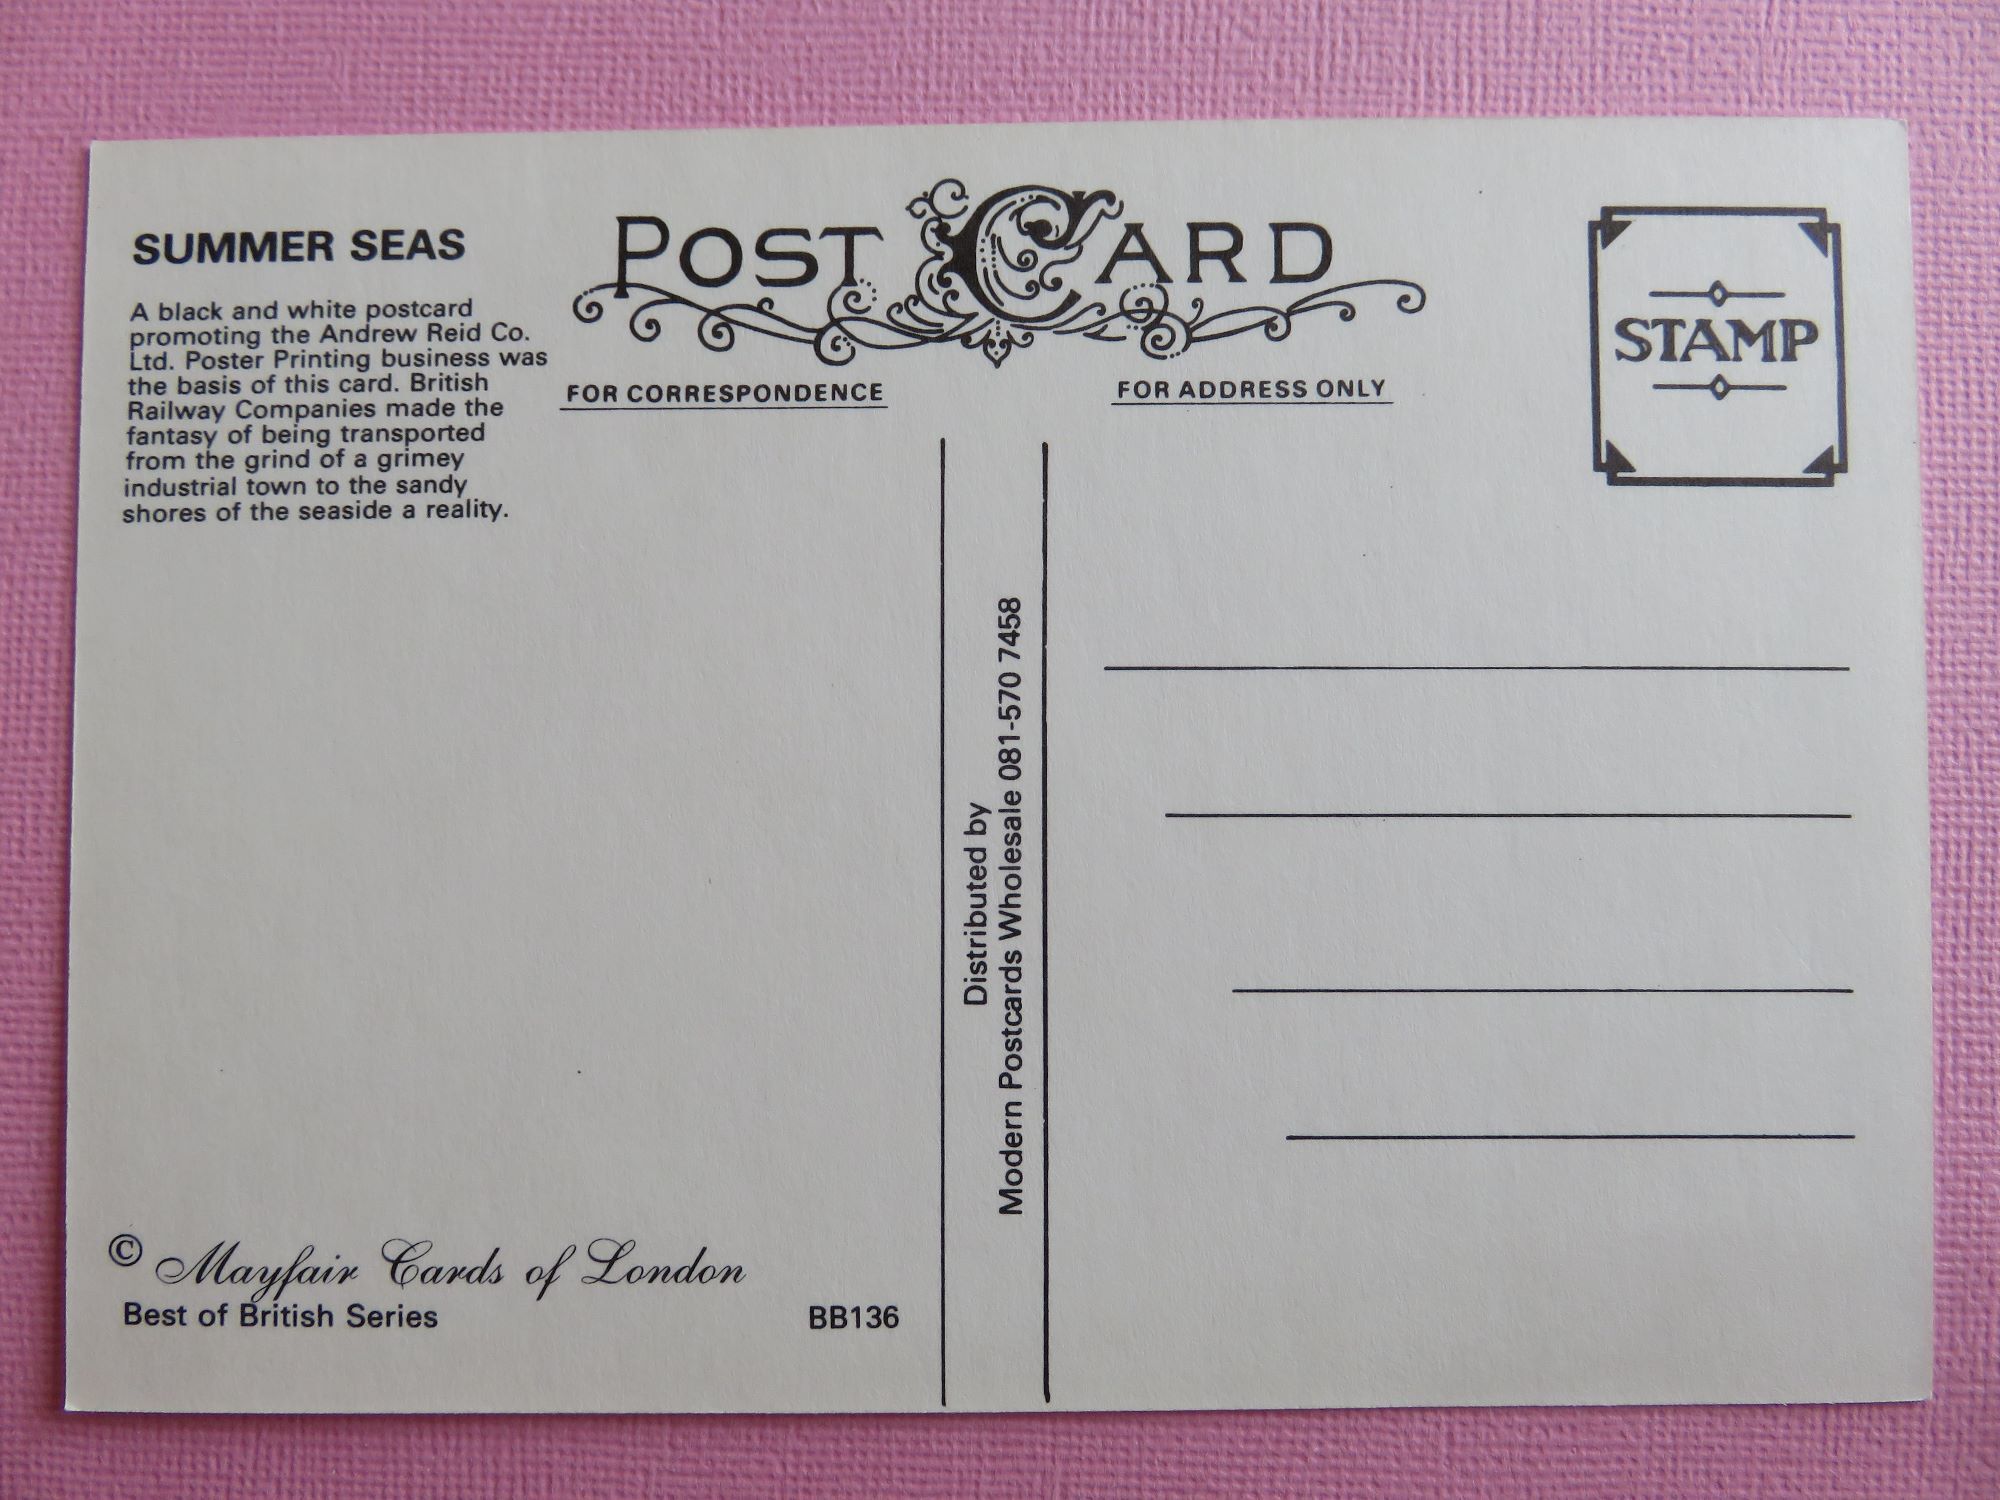 SUMMER SEAS
A black and white postcard
promoting the Andrew Reid Co.
Ltd. Poster Printing business was
the basis of this card. British
Railway Companies made the
fantasy of being transported
from the grind of a grimey
industrial town to the sandy
shores of the seaside a reality.
POST CARD
FOR CORRESPONDENCE
FOR ADDRESS ONLY
STAMP
Distributed by
Modern Postcards Wholesale 081-570 7458
© Mayfair Cards of London
Best of British Series
BB136